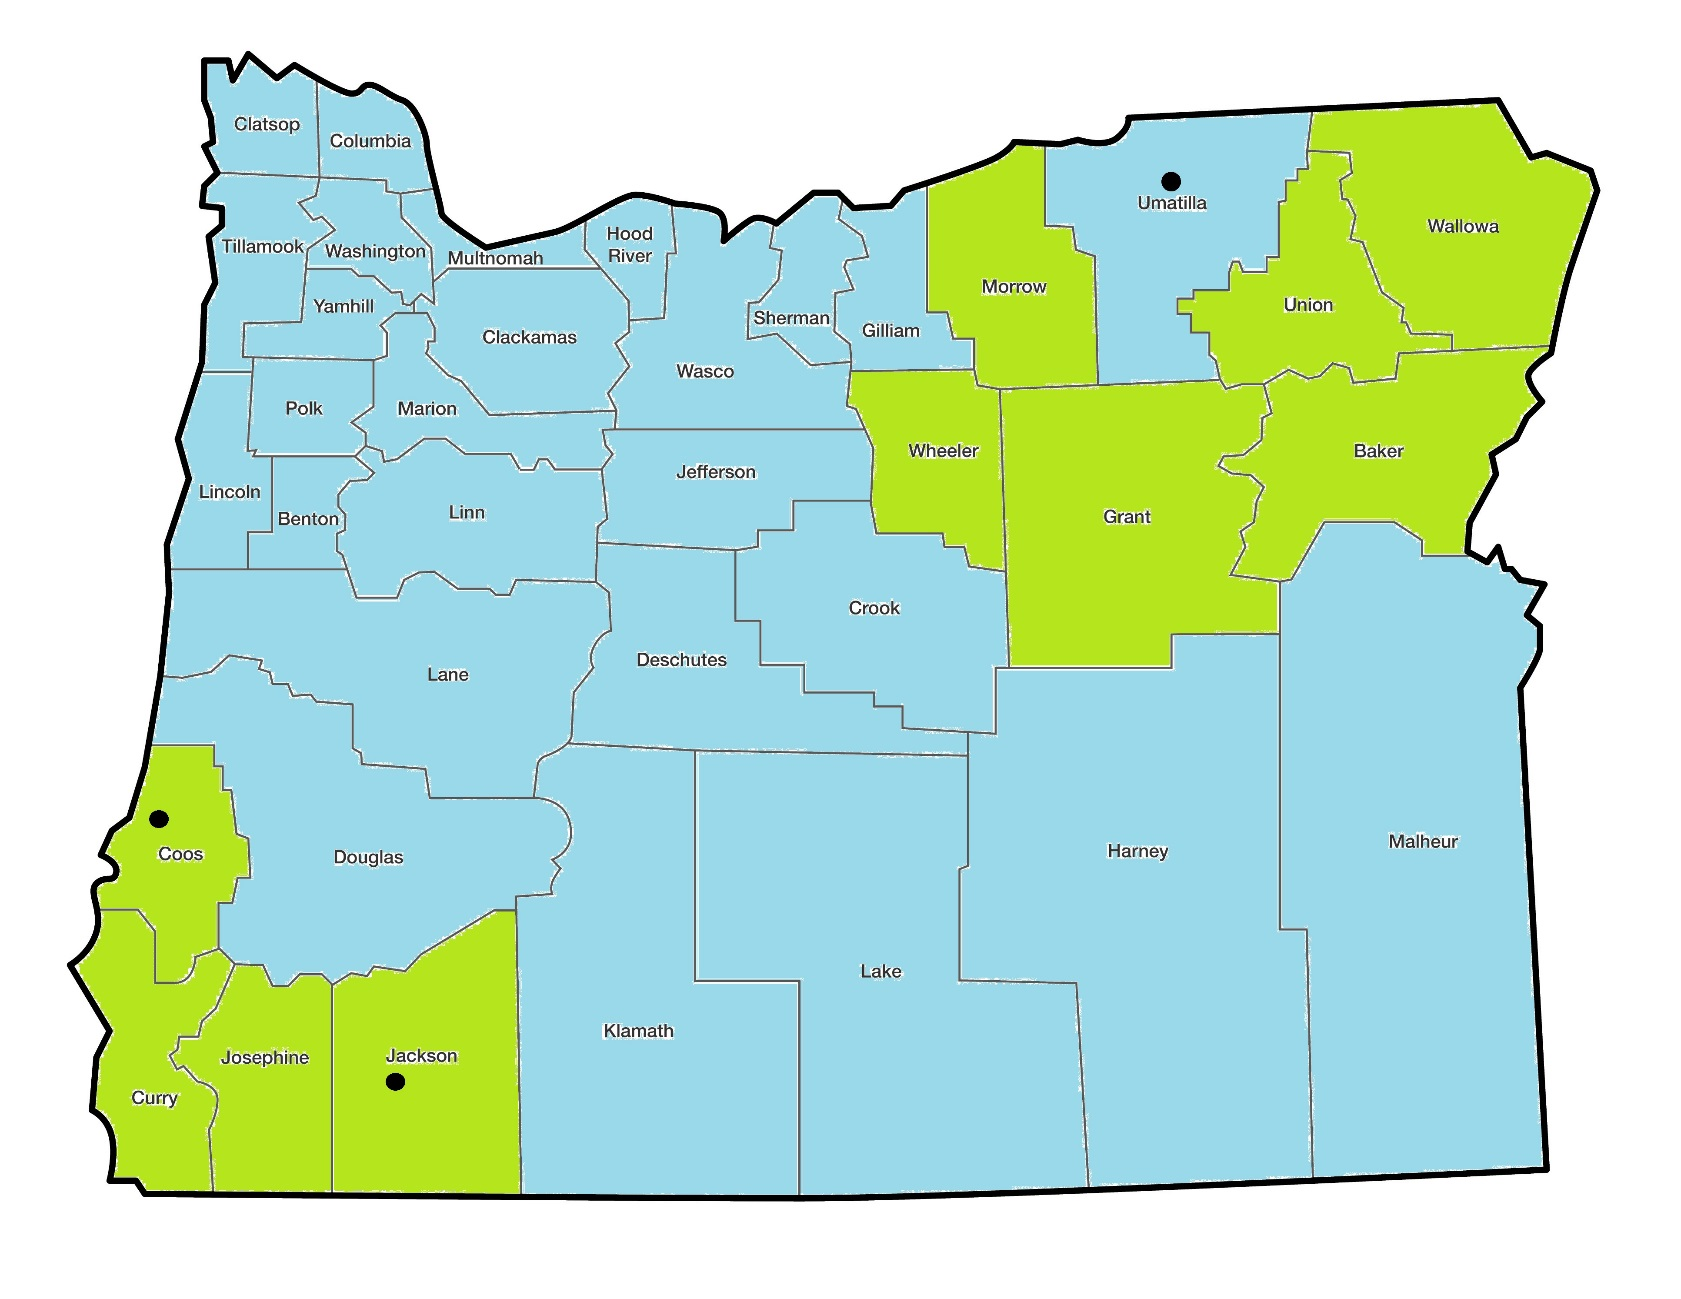 Clatsop
Columbia
Tillamook
Washington
Multnomah
Hood
River
Yamhill
Clackamas
Sherman
Gilliam
Wasco
Polk
Marion
Jefferson
Lincoln
Benton
Linn
Umatilla
Wallowa
Morrow
Union
Wheeler
Baker
Grant
Crook
Deschutes
Lane
Coos
Douglas
Harney
Malheur
Lake
Klamath
Josephine
Jackson
Curry